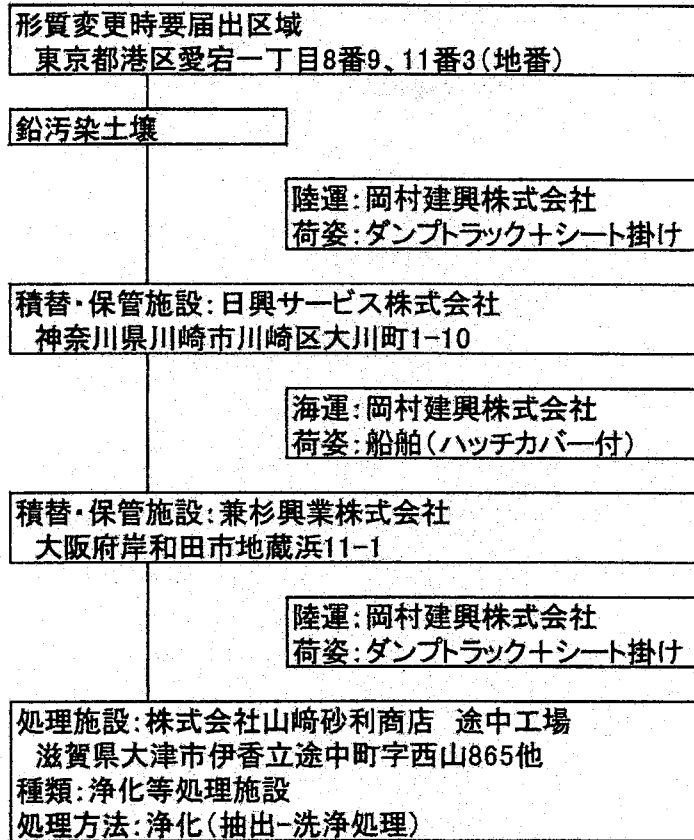 形質変更時要届出区域
東京都港区愛宕一丁目8番9、11番3(地番)
鉛汚染土壌
陸運:岡村建興株式会社
荷姿:ダンプトラック+シート掛け
積替・保管施設:日興サービス株式会社
神奈川県川崎市川崎区大川町1-10
海運:岡村建興株式会社
荷姿:船舶(ハッチカバー付)
積替・保管施設:兼杉興業株式会社
大阪府岸和田市地蔵浜11-1
陸運:岡村建興株式会社
荷姿:ダンプトラック+シート掛け
処理施設:株式会社山﨑砂利商店 途中工場
滋賀県大津市伊香立途中町字西山865他
種類:浄化等処理施設
処理方法:浄化(抽出-洗浄処理)